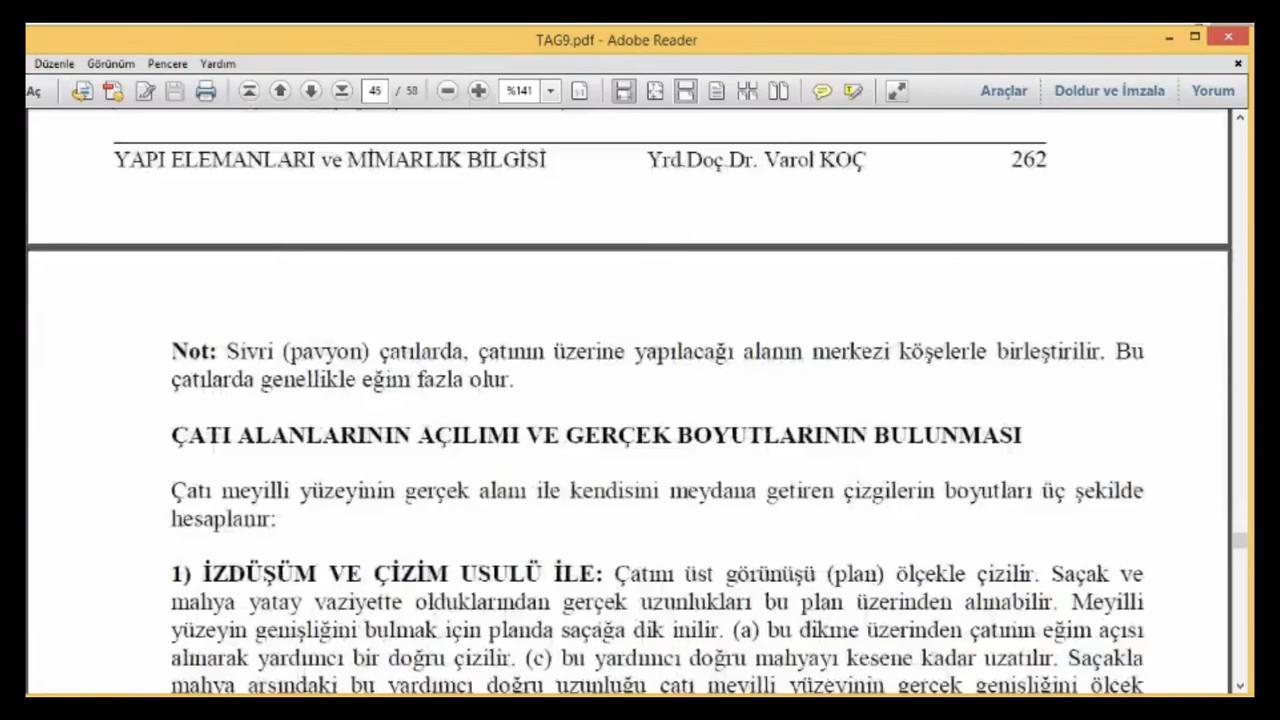 TAG9.pdf - Adobe Reader
Düzenle Görünüm Pencere Yardım
Aç 45 / 58 %141 Araçlar Doldur ve İmzala Yorum
YAPI ELEMANLARI ve MİMARLIK BİLGİSİ Yrd.Doç.Dr. Varol KOÇ 262
Not: Sivri (pavyon) çatılarda, çatının üzerine yapılacağı alanın merkezi köşelerle birleştirilir. Bu
çatılarda genellikle eğim fazla olur.
ÇATI ALANLARININ AÇILIMI VE GERÇEK BOYUTLARININ BULUNMASI
Çatı meyilli yüzeyinin gerçek alanı ile kendisini meydana getiren çizgilerin boyutları üç şekilde
hesaplanır:
1) İZDÜŞÜM VE ÇİZİM USULÜ İLE: Çatını üst görünüşü (plan) ölçekle çizilir. Saçak ve
mahya yatay vaziyette olduklarından gerçek uzunlukları bu plan üzerinden alınabilir. Meyilli
yüzeyin genişliğini bulmak için planda saçağa dik inilir. (a) bu dikme üzerinden çatının eğim açısı
alınarak yardımcı bir doğru çizilir. (c) bu yardımcı doğru mahyayı kesene kadar uzatılır. Saçakla
mahya arsındaki bu yardımcı doğru uzunluğu çatı meyilli yüzeyinin gerçek genişliğini ölçek